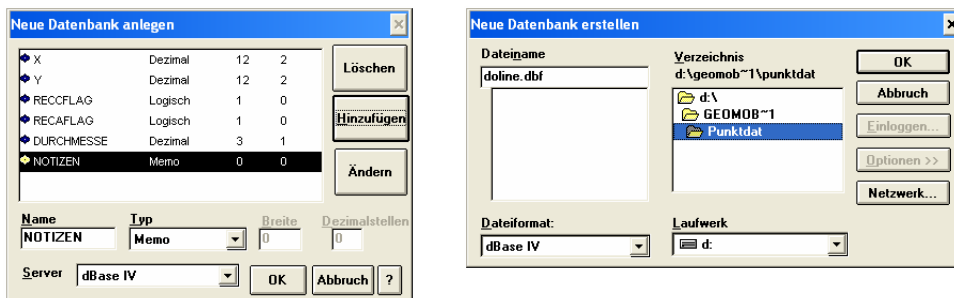 Neue Datenbank anlegen
X Dezimal 12 2
Y Dezimal 12 2
RECCFLAG Logisch 1 0
RECAFLAG Logisch 1 0
DURCHMESSE Dezimal 3 1
NOTIZEN Memo 0 0
Löschen
Hinzufügen
Ändern
Name Typ Breite Dezimalstellen
NOTIZEN Memo 0 0
Server dBase IV OK Abbruch ?
Neue Datenbank erstellen
Dateiname
doline.dbf
Verzeichnis
d:\geomob~1\punktdat
d:\
GEOMOB~1
Punktdat
OK
Abbruch
Einloggen...
Optionen >>
Netzwerk...
Dateiformat:
dBase IV
Laufwerk
d: